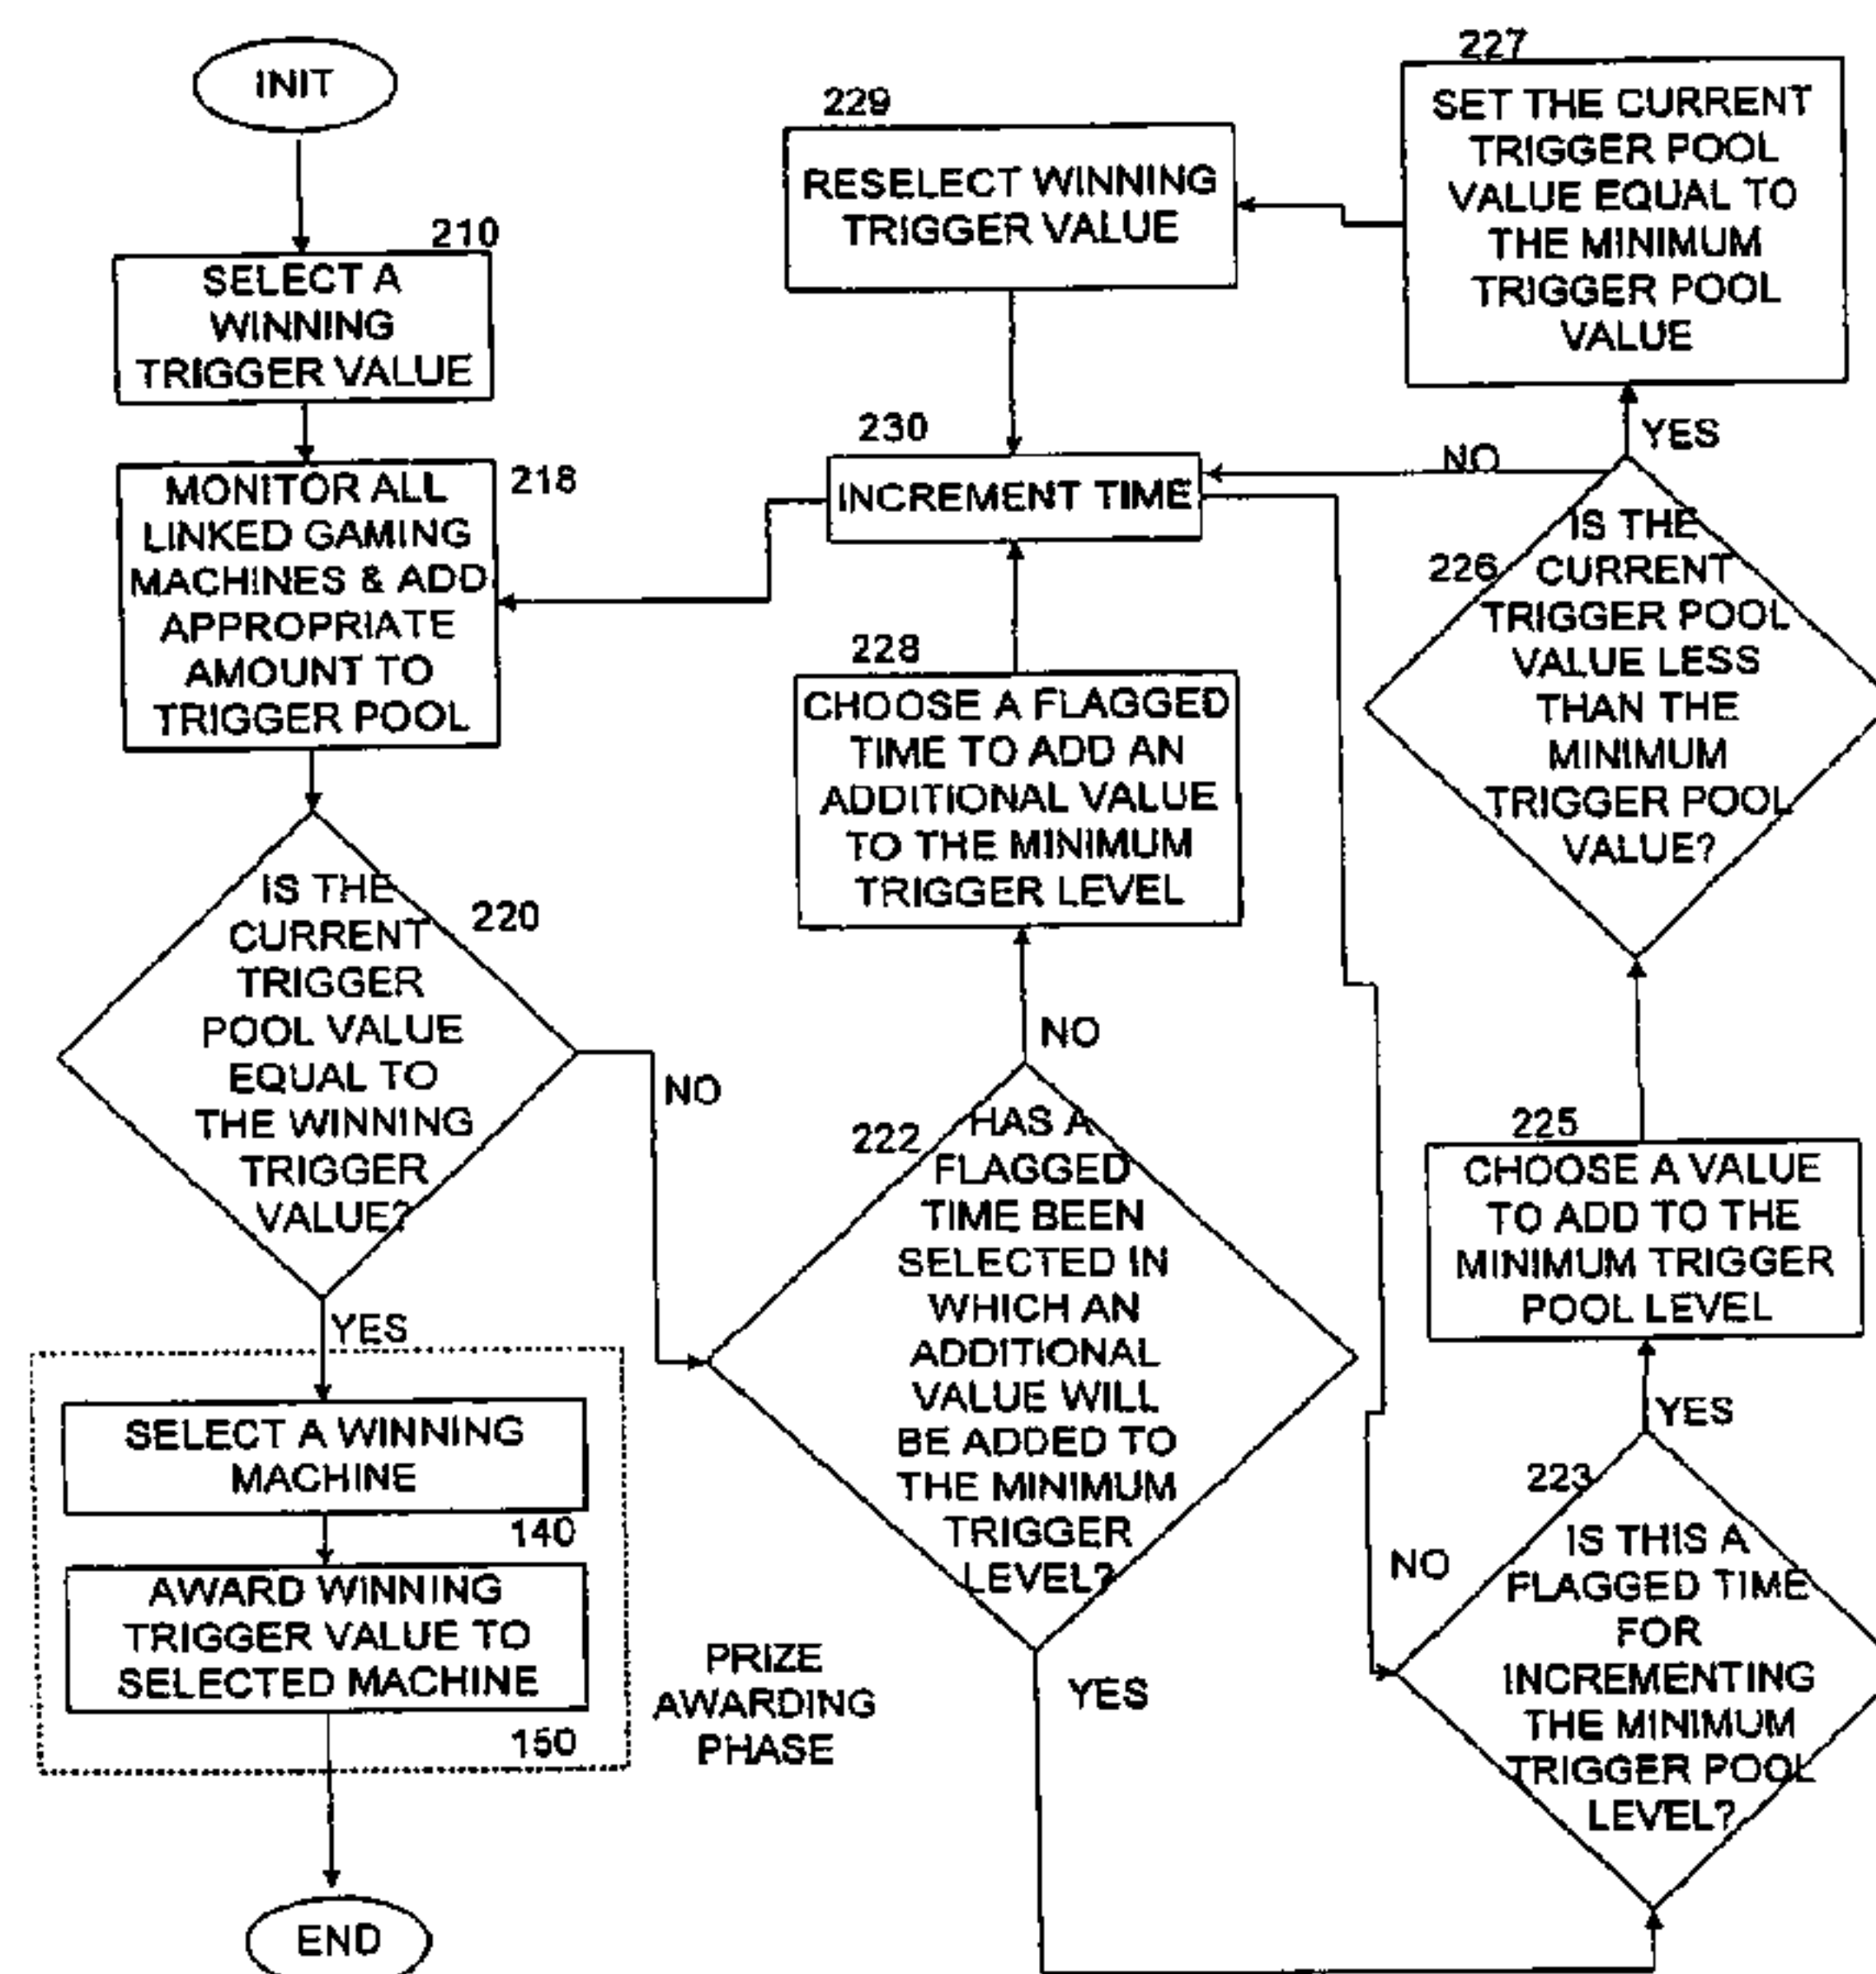 INIT
210
SELECT A
WINNING
TRIGGER VALUE
218
MONITOR ALL
LINKED GAMING
MACHINES & ADD
APPROPRIATE
AMOUNT TO
TRIGGER POOL
220
IS THE
CURRENT
TRIGGER
POOL VALUE
EQUAL TO
THE WINNING
TRIGGER
VALUE?
NO
YES
SELECT A WINNING
MACHINE
140
AWARD WINNING
TRIGGER VALUE TO
SELECTED MACHINE
150
PRIZE
AWARDING
PHASE
END
229
RESELECT WINNING
TRIGGER VALUE
230
INCREMENT TIME
228
CHOOSE A FLAGGED
TIME TO ADD AN
ADDITIONAL VALUE
TO THE MINIMUM
TRIGGER LEVEL
NO
222
HAS A
FLAGGED
TIME BEEN
SELECTED IN
WHICH AN
ADDITIONAL
VALUE WILL
BE ADDED TO
THE MINIMUM
TRIGGER
LEVEL?
YES
227
SET THE CURRENT
TRIGGER POOL
VALUE EQUAL TO
THE MINIMUM
TRIGGER POOL
VALUE
YES
NO
226
IS THE
CURRENT
TRIGGER POOL
VALUE LESS
THAN THE
MINIMUM
TRIGGER POOL
VALUE?
225
CHOOSE A VALUE
TO ADD TO THE
MINIMUM TRIGGER
POOL LEVEL
YES
223
NO
IS THIS A
FLAGGED TIME
FOR
INCREMENTING
THE MINIMUM
TRIGGER POOL
LEVEL?